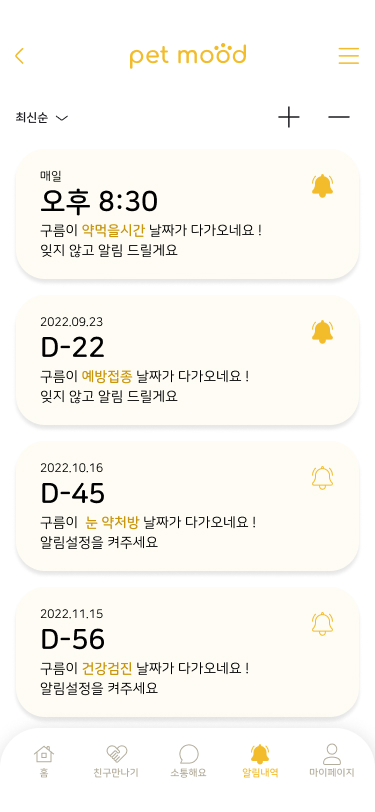 pet mood
최신순
매일
오후 8:30
구름이 약먹을시간 날짜가 다가오네요 !
잊지 않고 알림 드릴게요
2022.09.23
D-22
구름이 예방접종 날짜가 다가오네요 !
잊지 않고 알림 드릴게요
2022.10.16
D-45
구름이 눈 약처방 날짜가 다가오네요 !
알림설정을 켜주세요
2022.11.15
D-56
구름이 건강검진 날짜가 다가오네요 !
알림설정을 켜주세요
홈 친구만나기 소통해요 알림내역 마이페이지